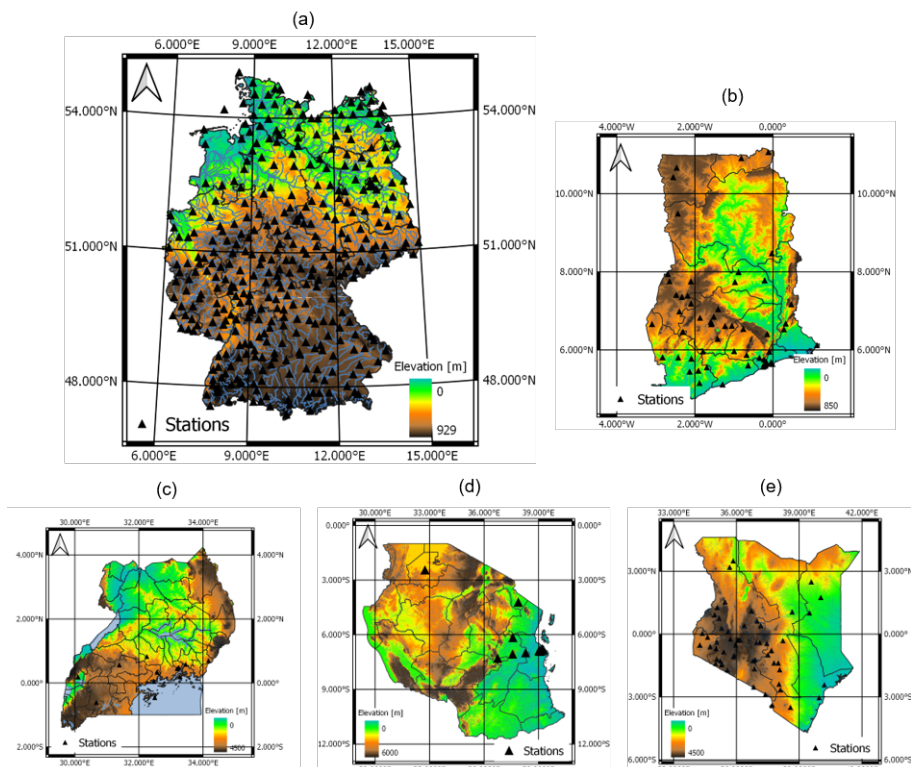 (a)
6.000°E 9.000°E 12.000°E 15.000°E
54.000°N 54.000°N
51.000°N 51.000°N
48.000°N 48.000°N
Elevation [m]
0
929
Stations
6.000°E 9.000°E 12.000°E 15.000°E
(b)
4.000°W 2.000°W 0.000°
10.000°N 10.000°N
8.000°N 8.000°N
6.000°N 6.000°N
Elevation [m]
0
850
Stations
4.000°W 2.000°W 0.000°
(c)
30.000°E 32.000°E 34.000°E
4.000°N 4.000°N
2.000°N 2.000°N
0.000° 0.000°
Elevation [m]
0
4500
Stations
2.000°S 2.000°S
30.000°E 32.000°E 34.000°E
(d)
30.000°E 33.000°E 36.000°E 39.000°E
0.000° 0.000°
3.000°S 3.000°S
6.000°S 6.000°S
9.000°S 9.000°S
Elevation [m]
0
6000
Stations
12.000°S 12.000°S
(e)
33.000°E 36.000°E 39.000°E 42.000°E
3.000°N 3.000°N
0.000° 0.000°
3.000°S 3.000°S
Elevation [m]
0
4500
Stations
6.000°S 6.000°S